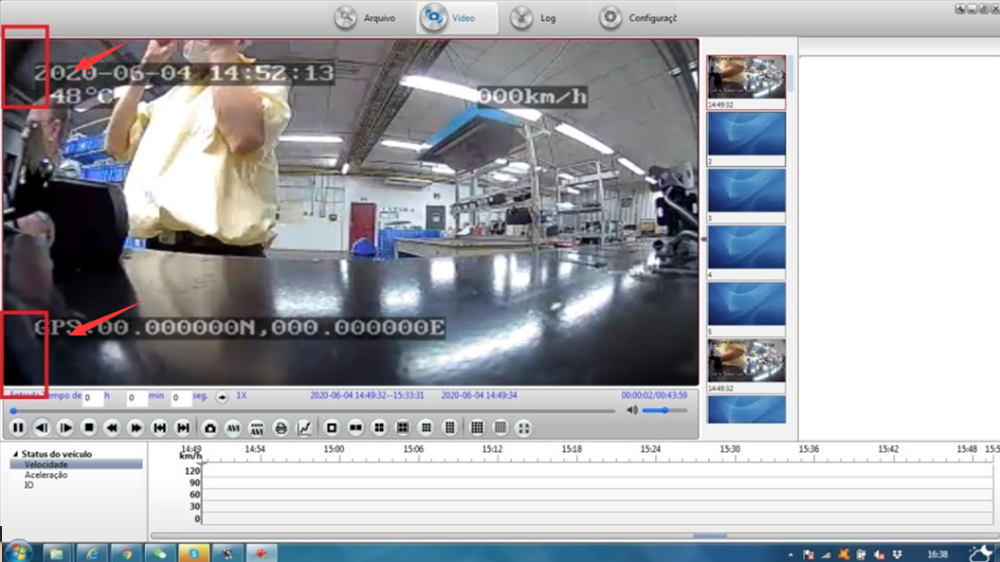 Arquivo Vídeo Log Configuraçõ
2020-06-04 14:52:13
48°C
000km/h
GPS:00.000000N,000.000000E
14:49:32
2
3
4
5
14:49:32
Entrada Tempo de 0 h 0 min 0 seg. 1X 2020-06-04 14:49:32--15:33:31 2020-06-04 14:49:34 00:00:02/00:43:59
AVI AVI
Status do veículo
Velocidade
Aceleração
IO
14:49 14:54 15:00 15:06 15:12 15:18 15:24 15:30 15:36 15:42 15:48 15:5
km/h
120
90
60
30
0
16:38